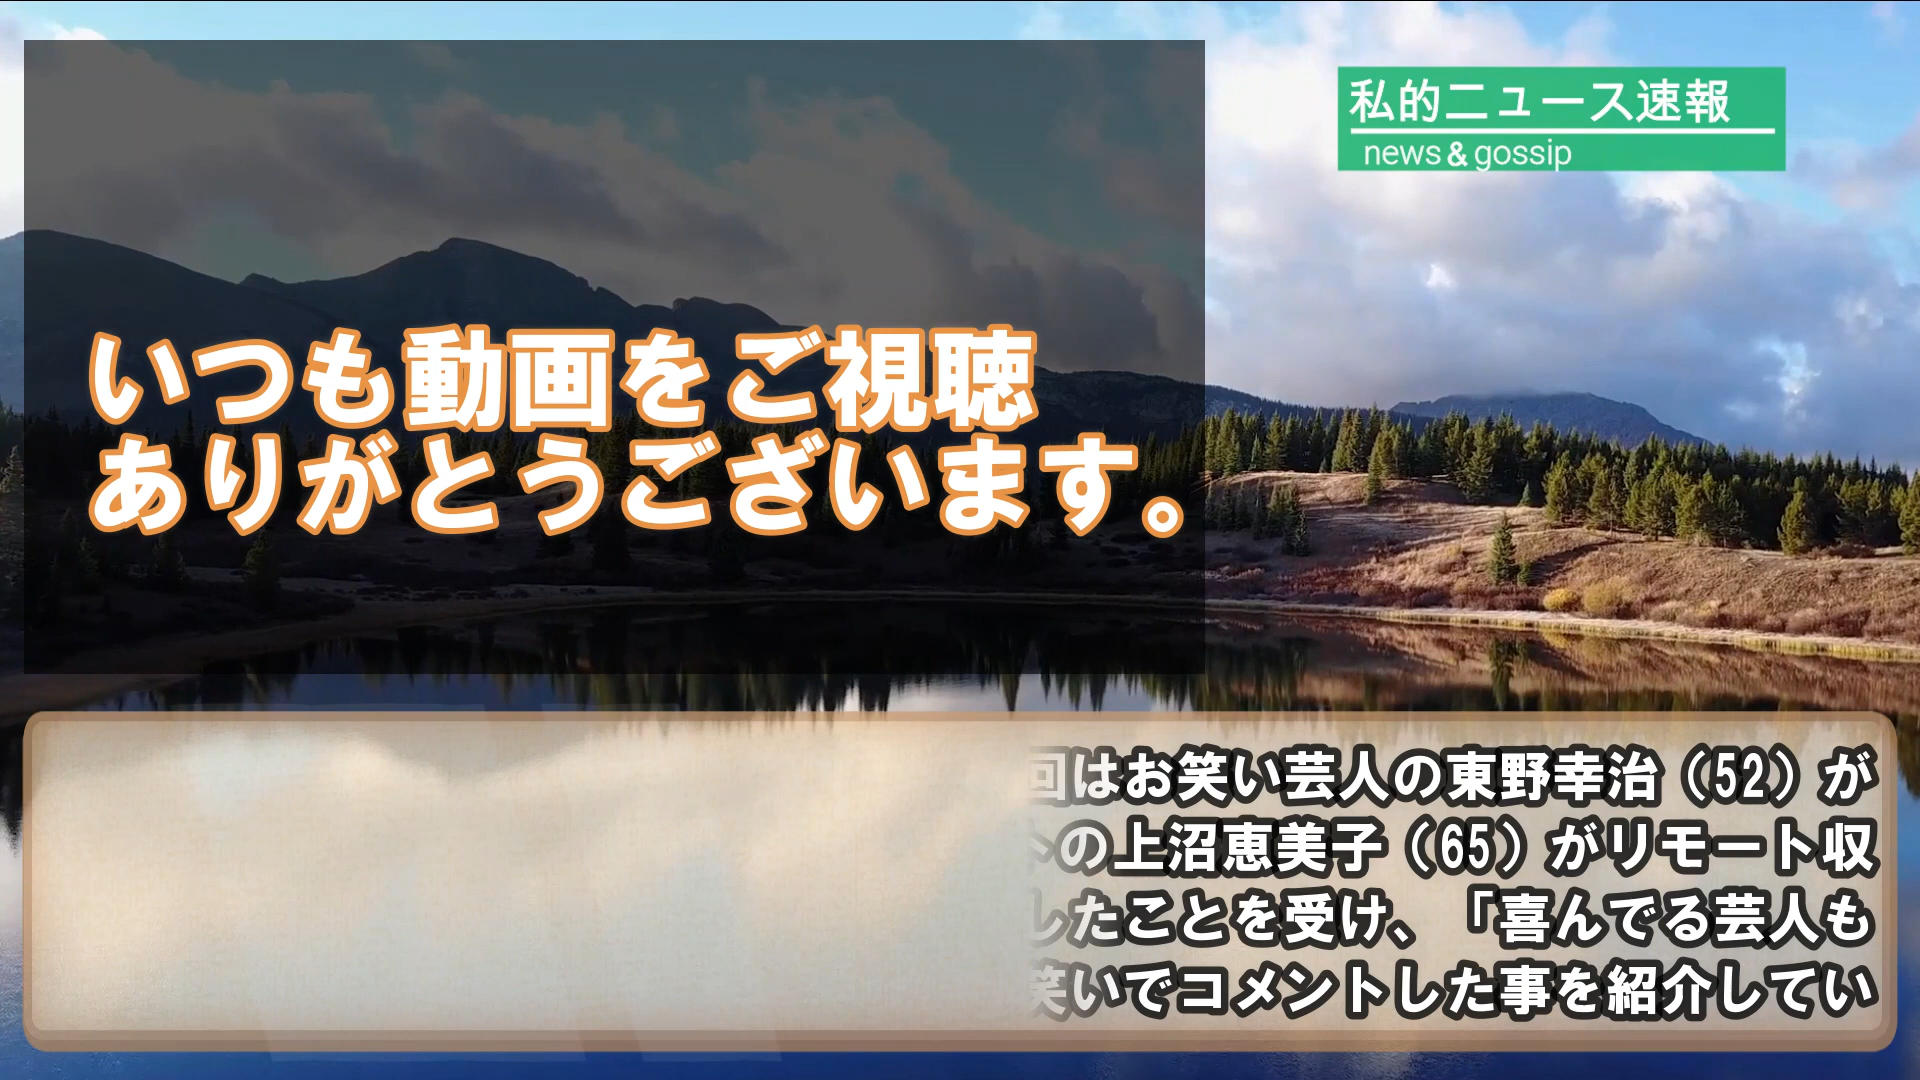 私的ニュース速報
news&gossip
いつも動画をご視聴
ありがとうございます。
回はお笑い芸人の東野幸治（52）が
の上沼恵美子（65）がリモート収
したことを受け、「喜んでる芸人も
笑いでコメントした事を紹介してい